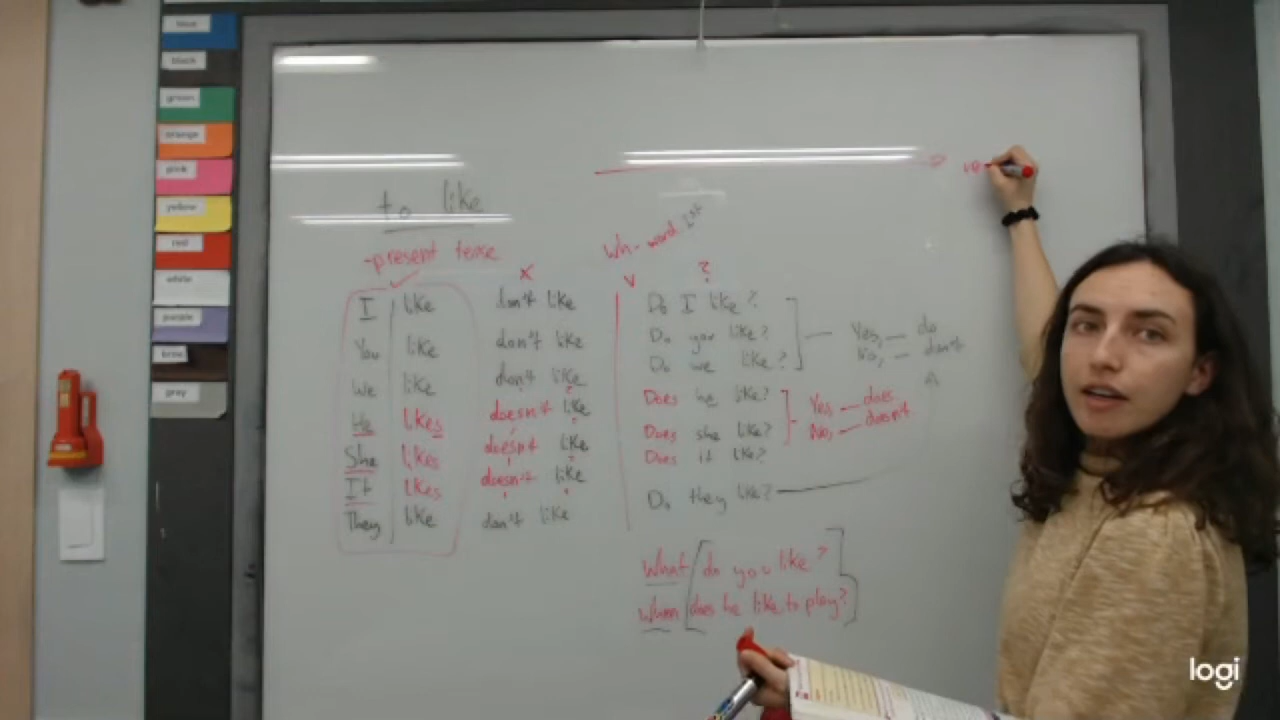 blue
black
green
orange
pink
yellow
red
white
purple
brow
gray
to like
-present tense
I like don't like
You like don't like
We like don't like
He likes doesn't like
She likes doesn't like
It likes doesn't like
They like don't like
Wh-word list
?
Do I like?
Do you like?
Do we like?
Does he like?
Does she like?
Does it like?
Do they like?
Yes, — do
No, — don't
Yes — does
No, — doesn't
What do you like?
When does he like to play?
logi